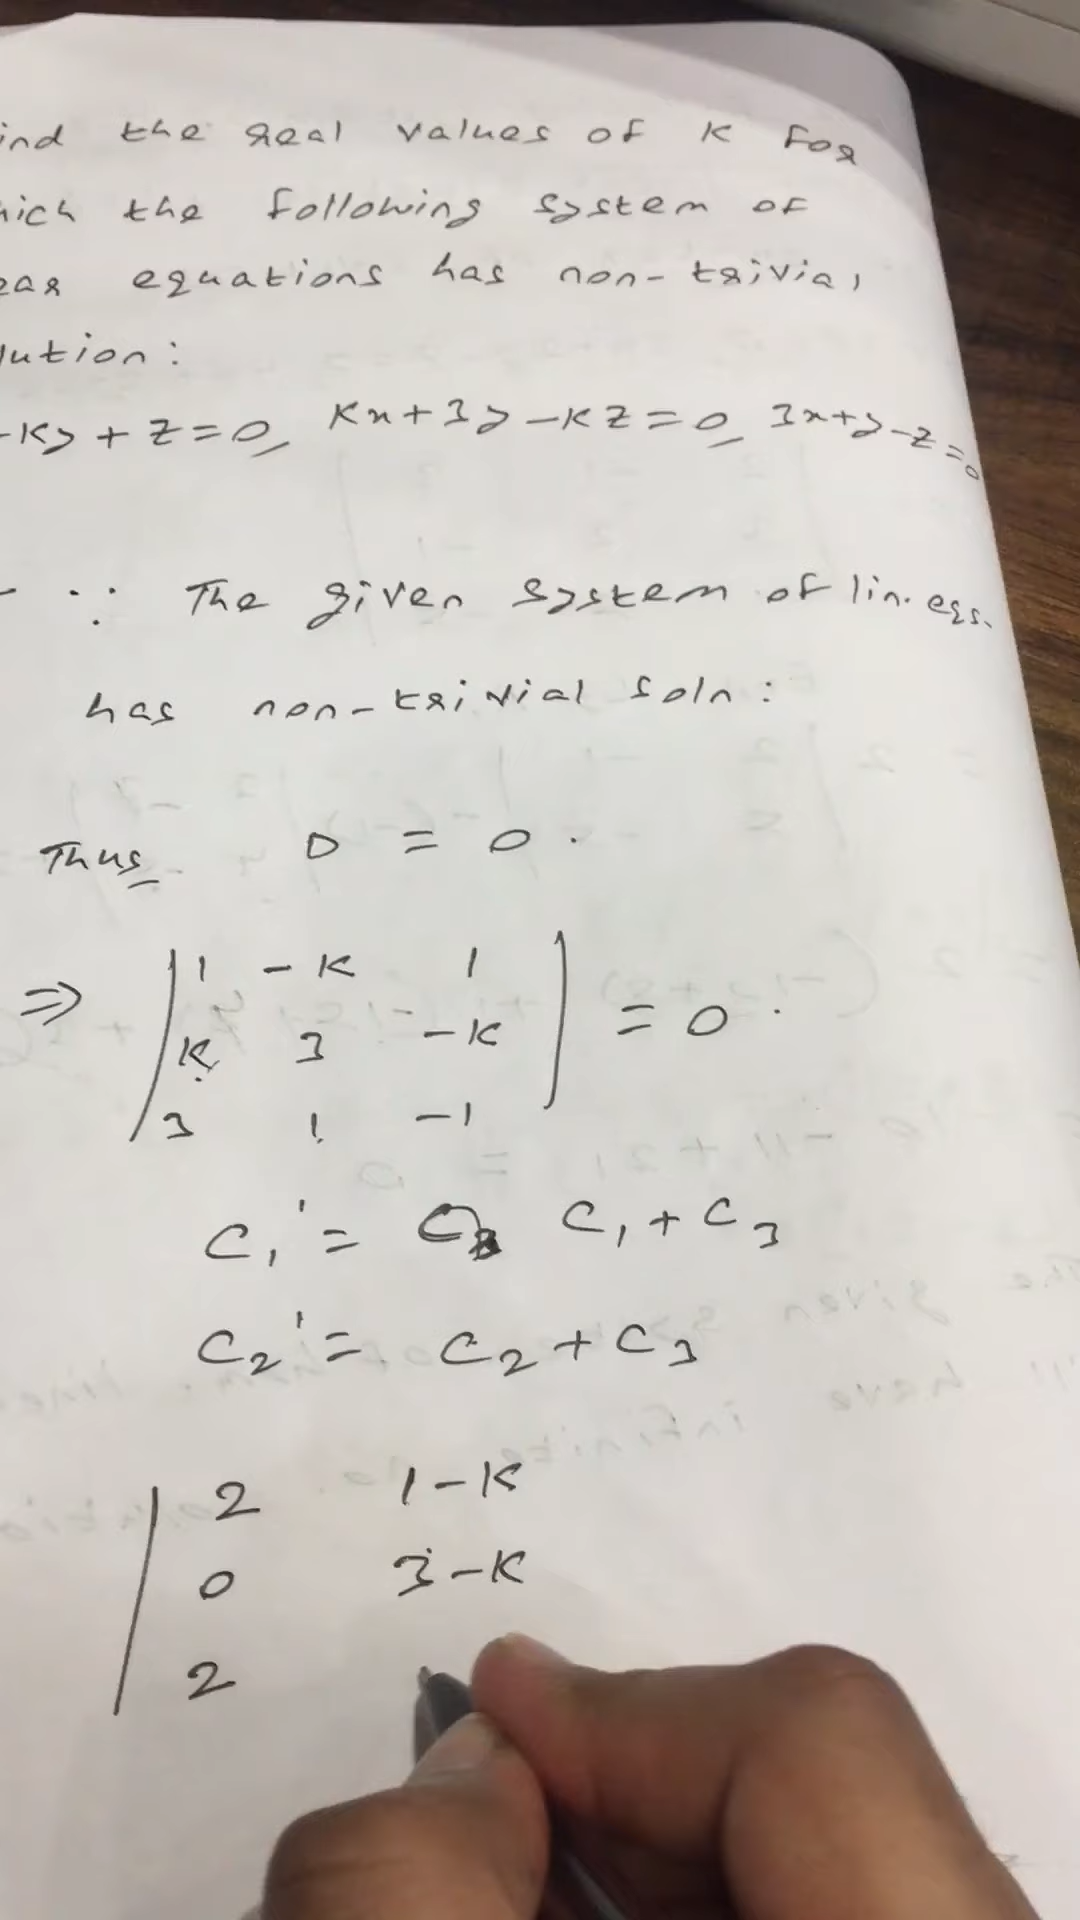 ind the real values of K for
hich the following system of
ear equations has non-trivial
lution:
-Ky + z = 0, Kx + 3y - Kz = 0, 3x + y - z = 0
- ∵ The given system of lin. eqs.
has non-trivial soln:
Thus D = 0.
⇒ | 1 -K 1 |
| K 3 -K | = 0.
| 3 1 -1 |
C₁' = C₁ + C₃
C₂' = C₂ + C₃
| 2 1-K
| 0 3-K
| 2